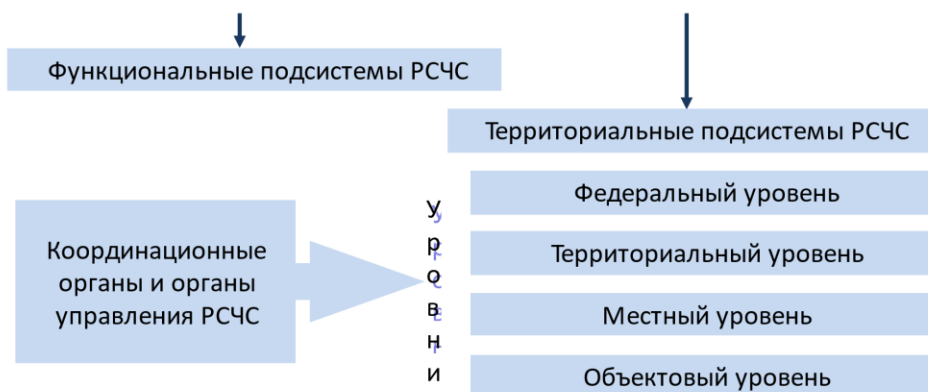 Функциональные подсистемы РСЧС
Территориальные подсистемы РСЧС
Федеральный уровень
Координационные
органы и органы
управления РСЧС
Уровни
Территориальный уровень
Местный уровень
Объектовый уровень